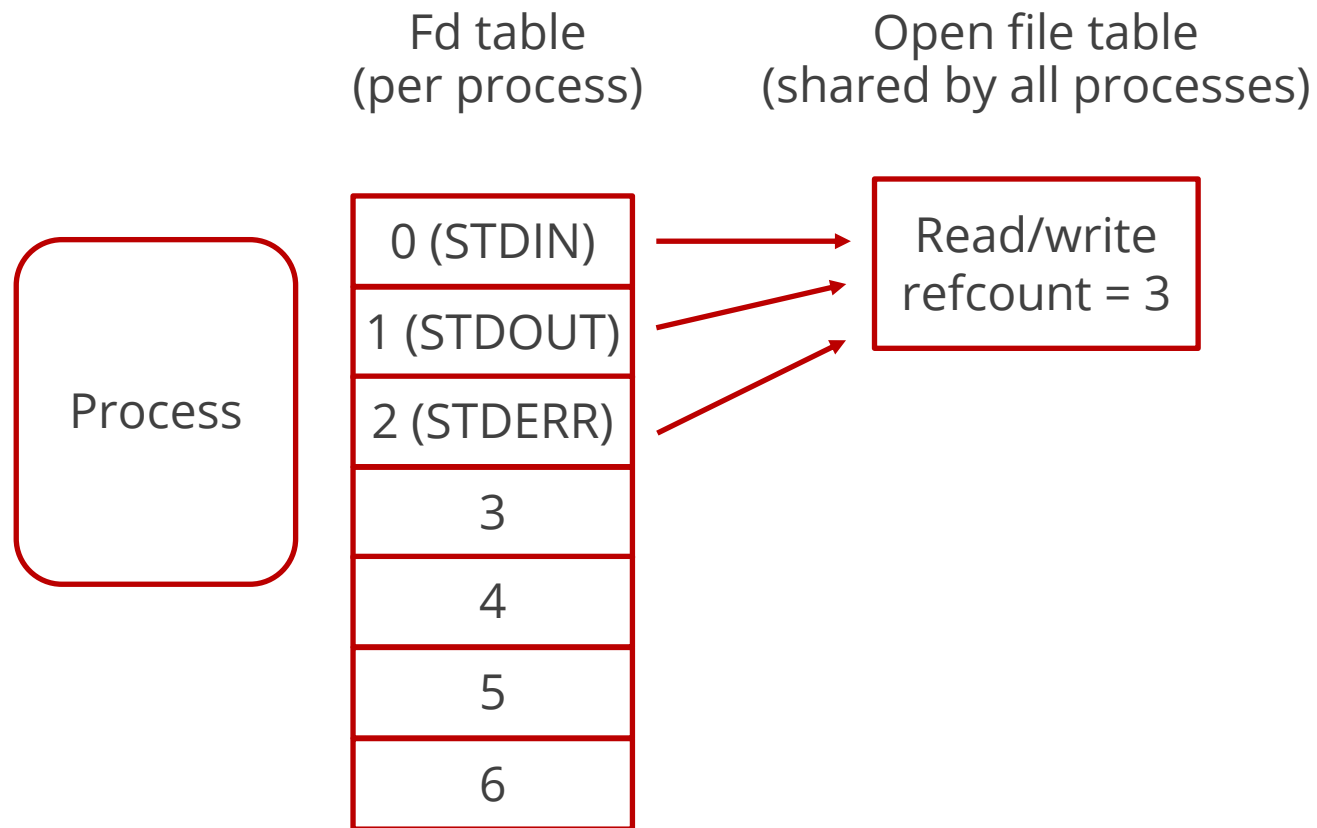 Fd table
(per process)
Open file table
(shared by all processes)
Process
0 (STDIN)
1 (STDOUT)
2 (STDERR)
3
4
5
6
Read/write
refcount = 3